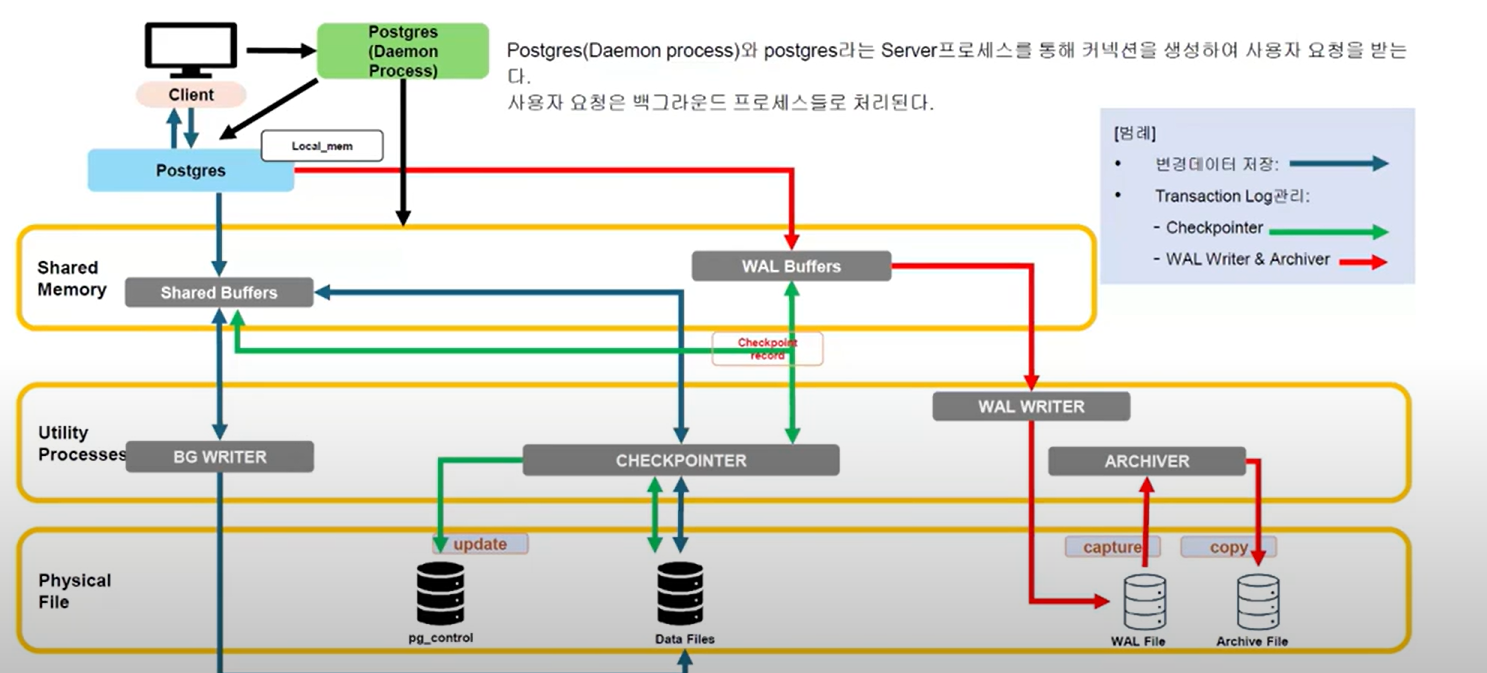 Postgres
(Daemon
Process)
Postgres(Daemon process)와 postgres라는 Server프로세스를 통해 커넥션을 생성하여 사용자 요청을 받는
다.
사용자 요청은 백그라운드 프로세스들로 처리된다.
Client
Local_mem
Postgres
[범례]
• 변경데이터 저장:
• Transaction Log관리:
- Checkpointer
- WAL Writer & Archiver
Shared
Memory
WAL Buffers
Shared Buffers
Checkpoint
record
Utility
Processes
WAL WRITER
BG WRITER
CHECKPOINTER
ARCHIVER
update
capture
copy
Physical
File
pg_control
Data Files
WAL File
Archive File